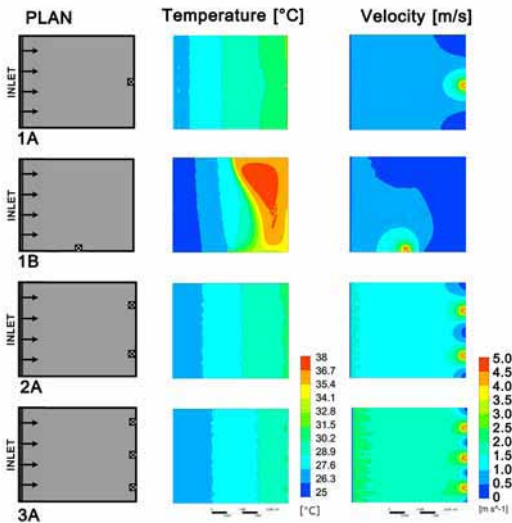 PLAN
Temperature [°C]
Velocity [m/s]
INLET
1A
INLET
1B
INLET
2A
INLET
3A
38
36.7
35.4
34.1
32.8
31.5
30.2
28.9
27.6
26.3
25
[°C]
5.0
4.5
4.0
3.5
3.0
2.5
2.0
1.5
1.0
0.5
0
[m s^-1]